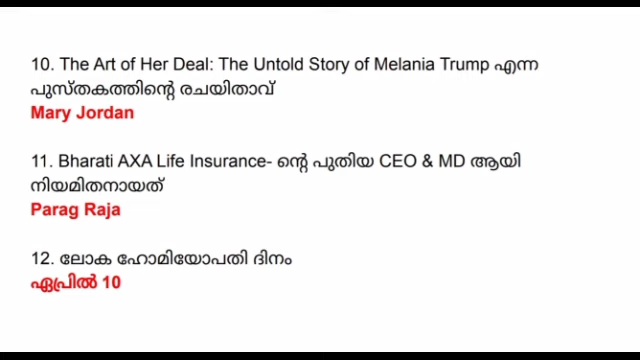 10. The Art of Her Deal: The Untold Story of Melania Trump എന്ന
പുസ്തകത്തിന്റെ രചയിതാവ്
Mary Jordan
11. Bharati AXA Life Insurance- ന്റെ പുതിയ CEO & MD ആയി
നിയമിതനായത്
Parag Raja
12. ലോക ഹോമിയോപതി ദിനം
ഏപ്രിൽ 10